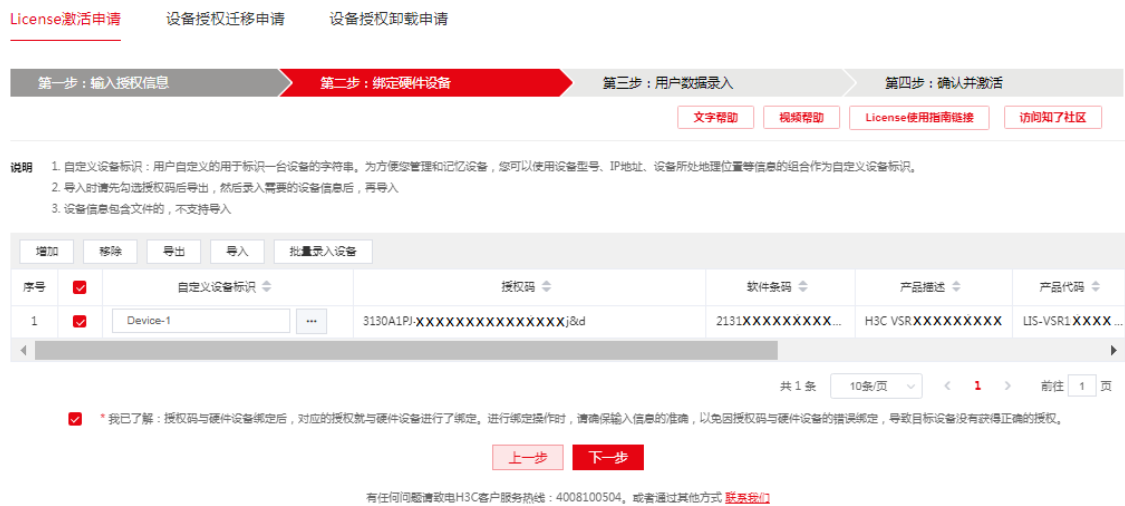 License激活申请 设备授权迁移申请 设备授权卸载申请
第一步：输入授权信息 第二步：绑定硬件设备 第三步：用户数据录入 第四步：确认并激活
文字帮助 视频帮助 License使用指南链接 访问知了社区
说明 1. 自定义设备标识：用户自定义的用于标识一台设备的字符串。为方便您管理和记忆设备，您可以使用设备型号、IP地址、设备所处地理位置等信息的组合作为自定义设备标识。
2. 导入时请先勾选授权码后导出，然后录入需要的设备信息后，再导入
3. 设备信息包含文件的，不支持导入
增加 移除 导出 导入 批量录入设备
序号 自定义设备标识 授权码 软件条码 产品描述 产品代码
1 Device-1 ... 3130A1PJ-XXXXXXXXXXXXXXXj&d 2131XXXXXXXXX... H3C VSRXXXXXXXXX LIS-VSR1XXXX...
共 1 条 10条/页 1 前往 1 页
* 我已了解：授权码与硬件设备绑定后，对应的授权就与硬件设备进行了绑定。进行绑定操作时，请确保输入信息的准确，以免因授权码与硬件设备的错误绑定，导致目标设备没有获得正确的授权。
上一步 下一步
有任何问题请致电H3C客户服务热线：4008100504。或者通过其他方式 联系我们